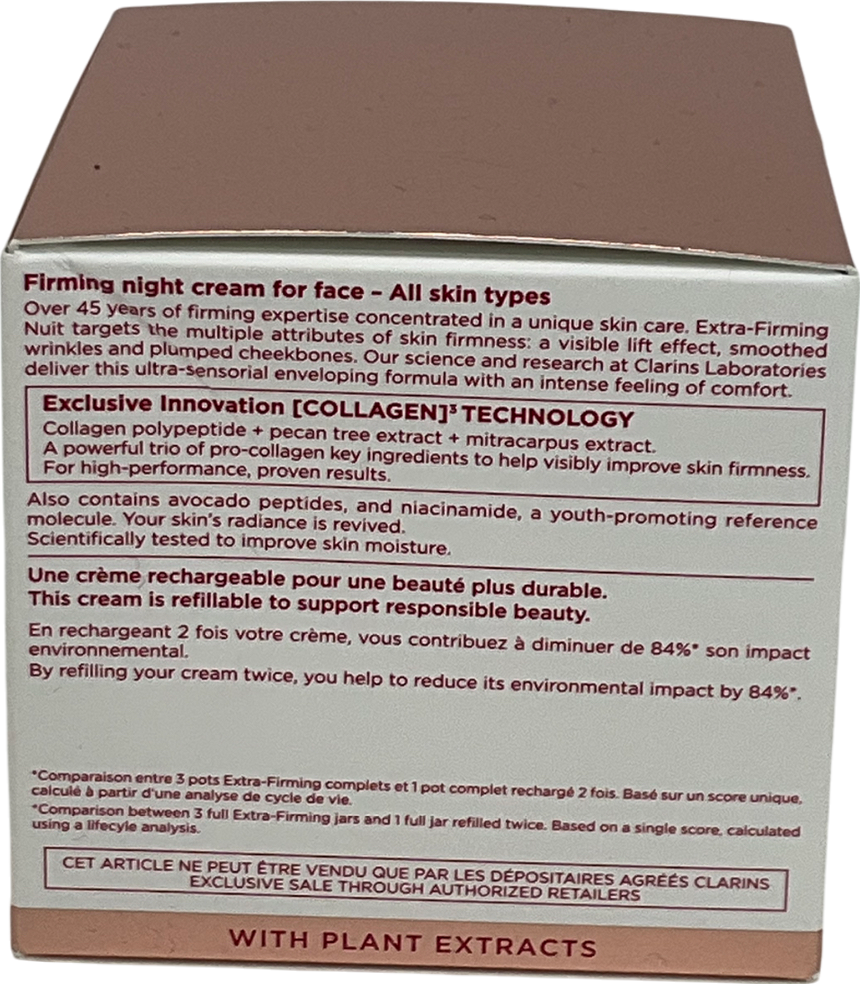 Firming night cream for face – All skin types
Over 45 years of firming expertise concentrated in a unique skin care. Extra-Firming
Nuit targets the multiple attributes of skin firmness: a visible lift effect, smoothed
wrinkles and plumped cheekbones. Our science and research at Clarins Laboratories
deliver this ultra-sensorial enveloping formula with an intense feeling of comfort.
Exclusive Innovation [COLLAGEN]³ TECHNOLOGY
Collagen polypeptide + pecan tree extract + mitracarpus extract.
A powerful trio of pro-collagen key ingredients to help visibly improve skin firmness.
For high-performance, proven results.
Also contains avocado peptides, and niacinamide, a youth-promoting reference
molecule. Your skin's radiance is revived.
Scientifically tested to improve skin moisture.
Une crème rechargeable pour une beauté plus durable.
This cream is refillable to support responsible beauty.
En rechargeant 2 fois votre crème, vous contribuez à diminuer de 84%* son impact
environnemental.
By refilling your cream twice, you help to reduce its environmental impact by 84%*.
*Comparaison entre 3 pots Extra-Firming complets et 1 pot complet rechargé 2 fois. Basé sur un score unique,
calculé à partir d'une analyse de cycle de vie.
*Comparison between 3 full Extra-Firming jars and 1 full jar refilled twice. Based on a single score, calculated
using a lifecyle analysis.
CET ARTICLE NE PEUT ÊTRE VENDU QUE PAR LES DÉPOSITAIRES AGRÉÉS CLARINS
EXCLUSIVE SALE THROUGH AUTHORIZED RETAILERS
WITH PLANT EXTRACTS